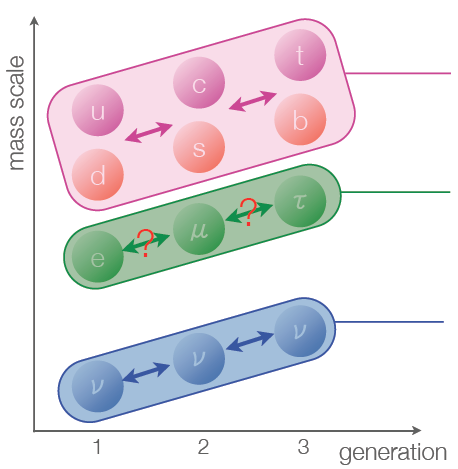 mass scale
t
c
u
b
s
d
τ
?
μ
?
e
ν
ν
ν
1 2 3
generation